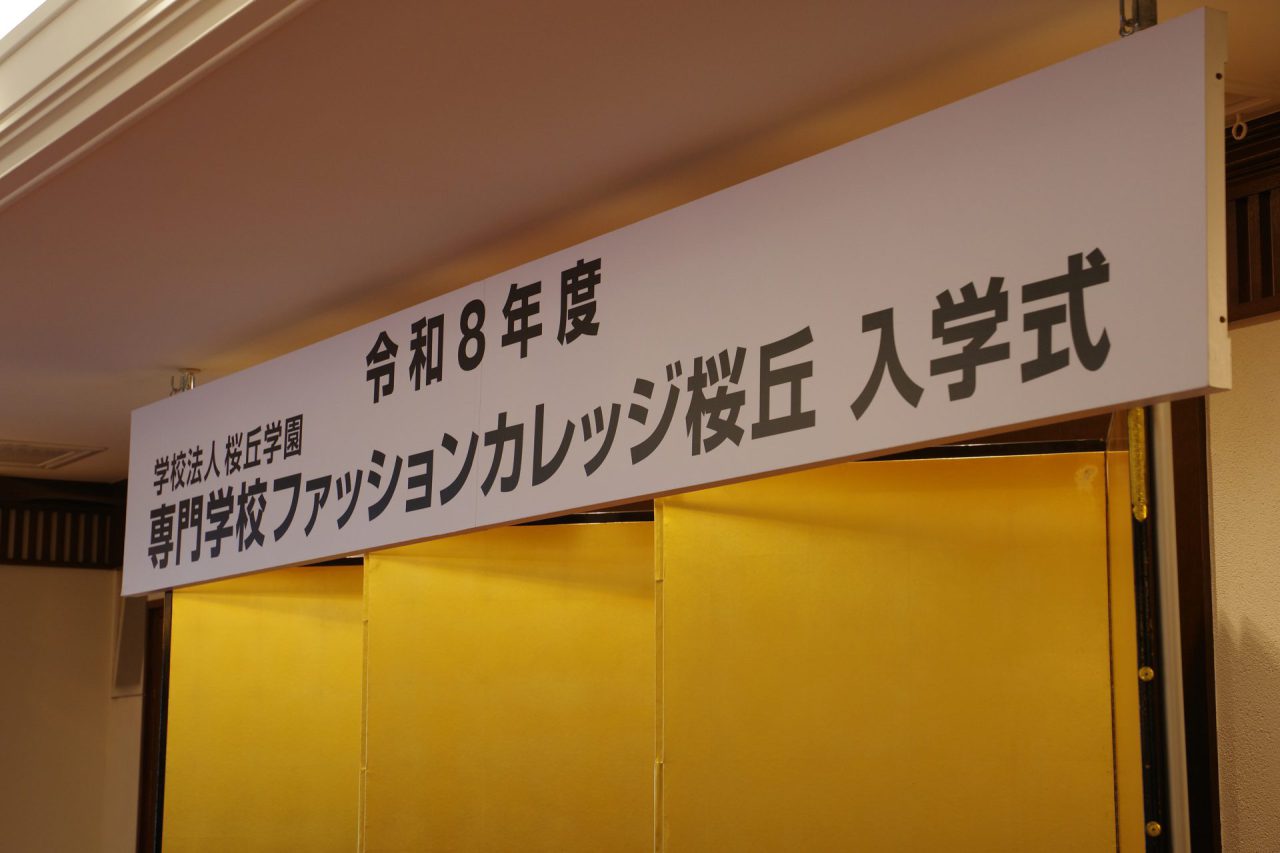 令和8年度
学校法人 桜丘学園
専門学校ファッションカレッジ桜丘 入学式